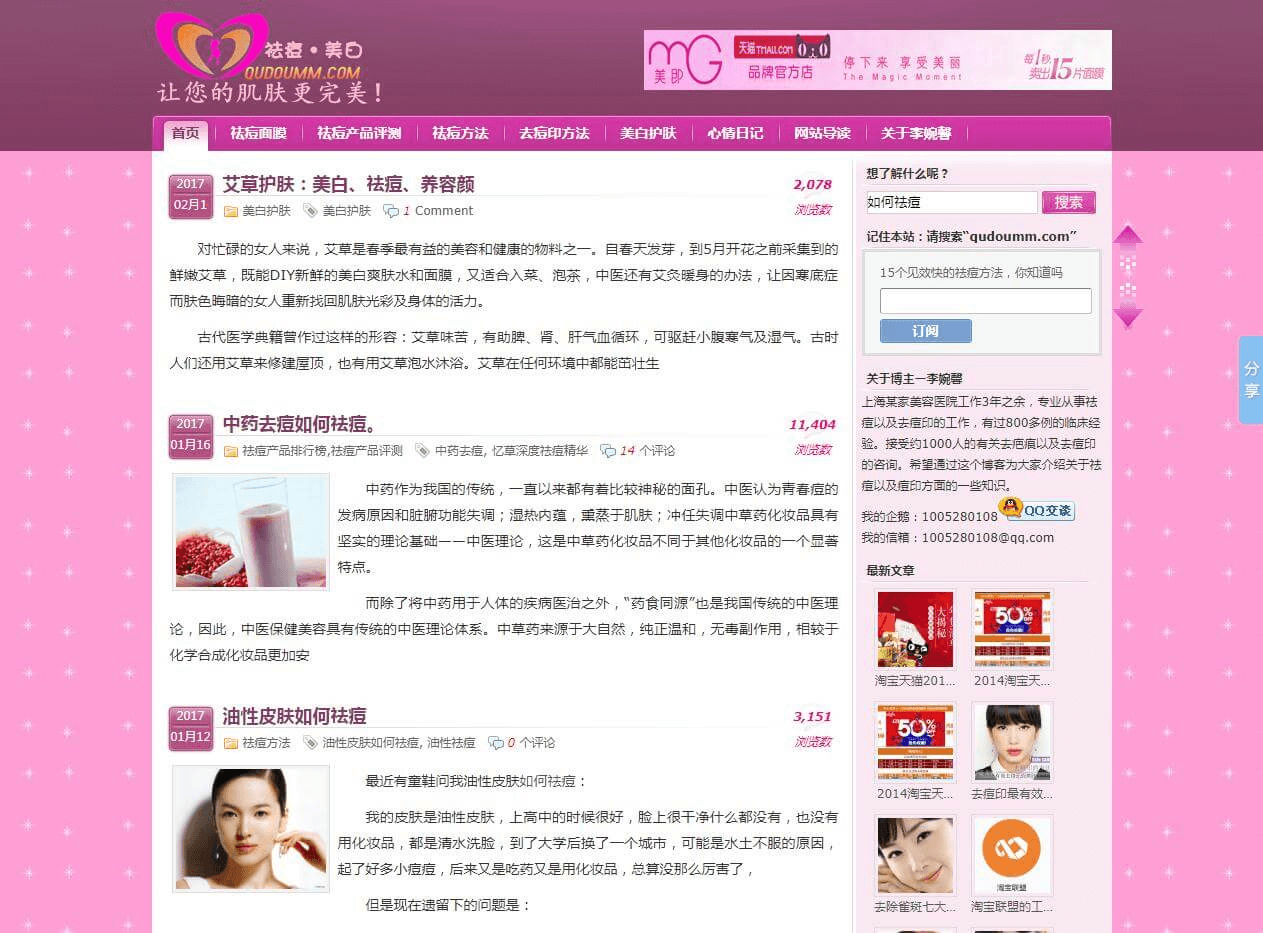 祛痘·美白
QUDOUMM.COM
让您的肌肤更完美!
美即
天猫TMALL.COM
品牌官方店
停下来 享受美丽
The Magic Moment
每1秒
卖出15片面膜
首页 祛痘面膜 祛痘产品评测 祛痘方法 去痘印方法 美白护肤 心情日记 网站导读 关于李婉馨
2017
02月1
艾草护肤：美白、祛痘、养容颜
2,078
浏览数
美白护肤 美白护肤 1 Comment
对忙碌的女人来说，艾草是春季最有益的美容和健康的物料之一。自春天发芽，到5月开花之前采集到的
鲜嫩艾草，既能DIY新鲜的美白爽肤水和面膜，又适合入菜、泡茶，中医还有艾灸暖身的办法，让因寒底症
而肤色晦暗的女人重新找回肌肤光彩及身体的活力。
古代医学典籍曾作过这样的形容：艾草味苦，有助脾、肾、肝气血循环，可驱赶小腹寒气及湿气。古时
人们还用艾草来修建屋顶，也有用艾草泡水沐浴。艾草在任何环境中都能茁壮生
2017
01月16
中药去痘如何祛痘。
11,404
浏览数
祛痘产品排行榜,祛痘产品评测 中药去痘, 忆草深度祛痘精华 14 个评论
中药作为我国的传统，一直以来都有着比较神秘的面孔。中医认为青春痘的
发病原因和脏腑功能失调；湿热内蕴，熏蒸于肌肤；冲任失调中草药化妆品具有
坚实的理论基础——中医理论，这是中草药化妆品不同于其他化妆品的一个显著
特点。
而除了将中药用于人体的疾病医治之外，“药食同源”也是我国传统的中医理
论，因此，中医保健美容具有传统的中医理论体系。中草药来源于大自然，纯正温和，无毒副作用，相较于
化学合成化妆品更加安
2017
01月12
油性皮肤如何祛痘
3,151
浏览数
祛痘方法 油性皮肤如何祛痘, 油性祛痘 0 个评论
最近有童鞋问我油性皮肤如何祛痘：
我的皮肤是油性皮肤，上高中的时候很好，脸上很干净什么都没有，也没有
用化妆品，都是清水洗脸，到了大学后换了一个城市，可能是水土不服的原因，
起了好多小痘痘，后来又是吃药又是用化妆品，总算没那么厉害了，
但是现在遗留下的问题是：
想了解什么呢？
如何祛痘 搜索
记住本站：请搜索“qudoumm.com”
15个见效快的祛痘方法，你知道吗
订阅
关于博主—李婉馨
上海某家美容医院工作3年之余，专业从事祛
痘以及去痘印的工作，有过800多例的临床经
验。接受约1000人的有关去疤痕以及去痘印
的咨询。希望通过这个博客为大家介绍关于祛
痘以及痘印方面的一些知识。
我的企鹅：1005280108 QQ交谈
我的信箱：1005280108@qq.com
最新文章
大揭秘
50%
OFF
淘宝天猫201... 2014淘宝天...
50%
OFF
2014淘宝天... 去痘印最有效...
淘宝联盟
去除雀斑七大... 淘宝联盟的工...
分享